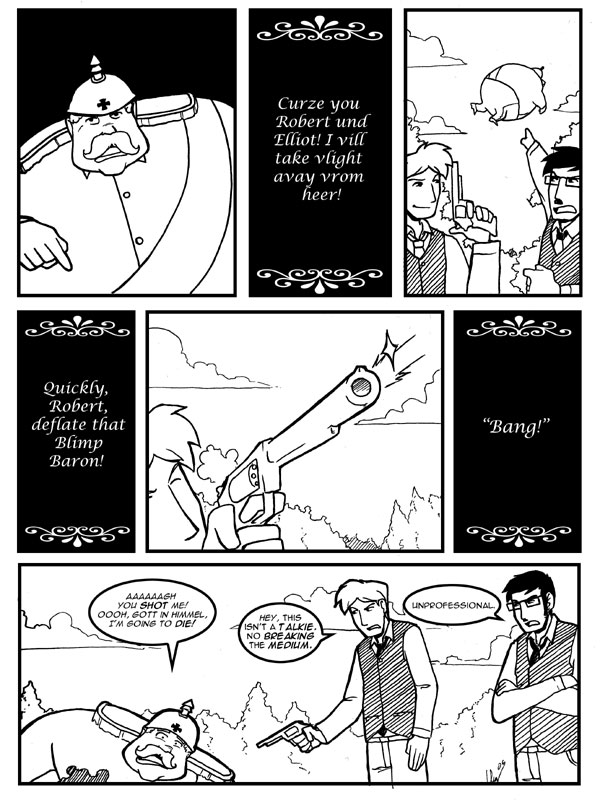 Curze you
Robert und
Elliot! I vill
take vlight
avay vrom
heer!
Quickly,
Robert,
deflate that
Blimp
Baron!
“Bang!”
AAAAAAGH
YOU SHOT ME!
OOOH, GOTT IN HIMMEL,
I'M GOING TO DIE!
HEY, THIS
ISN'T A TALKIE.
NO BREAKING
THE MEDIUM.
UNPROFESSIONAL.